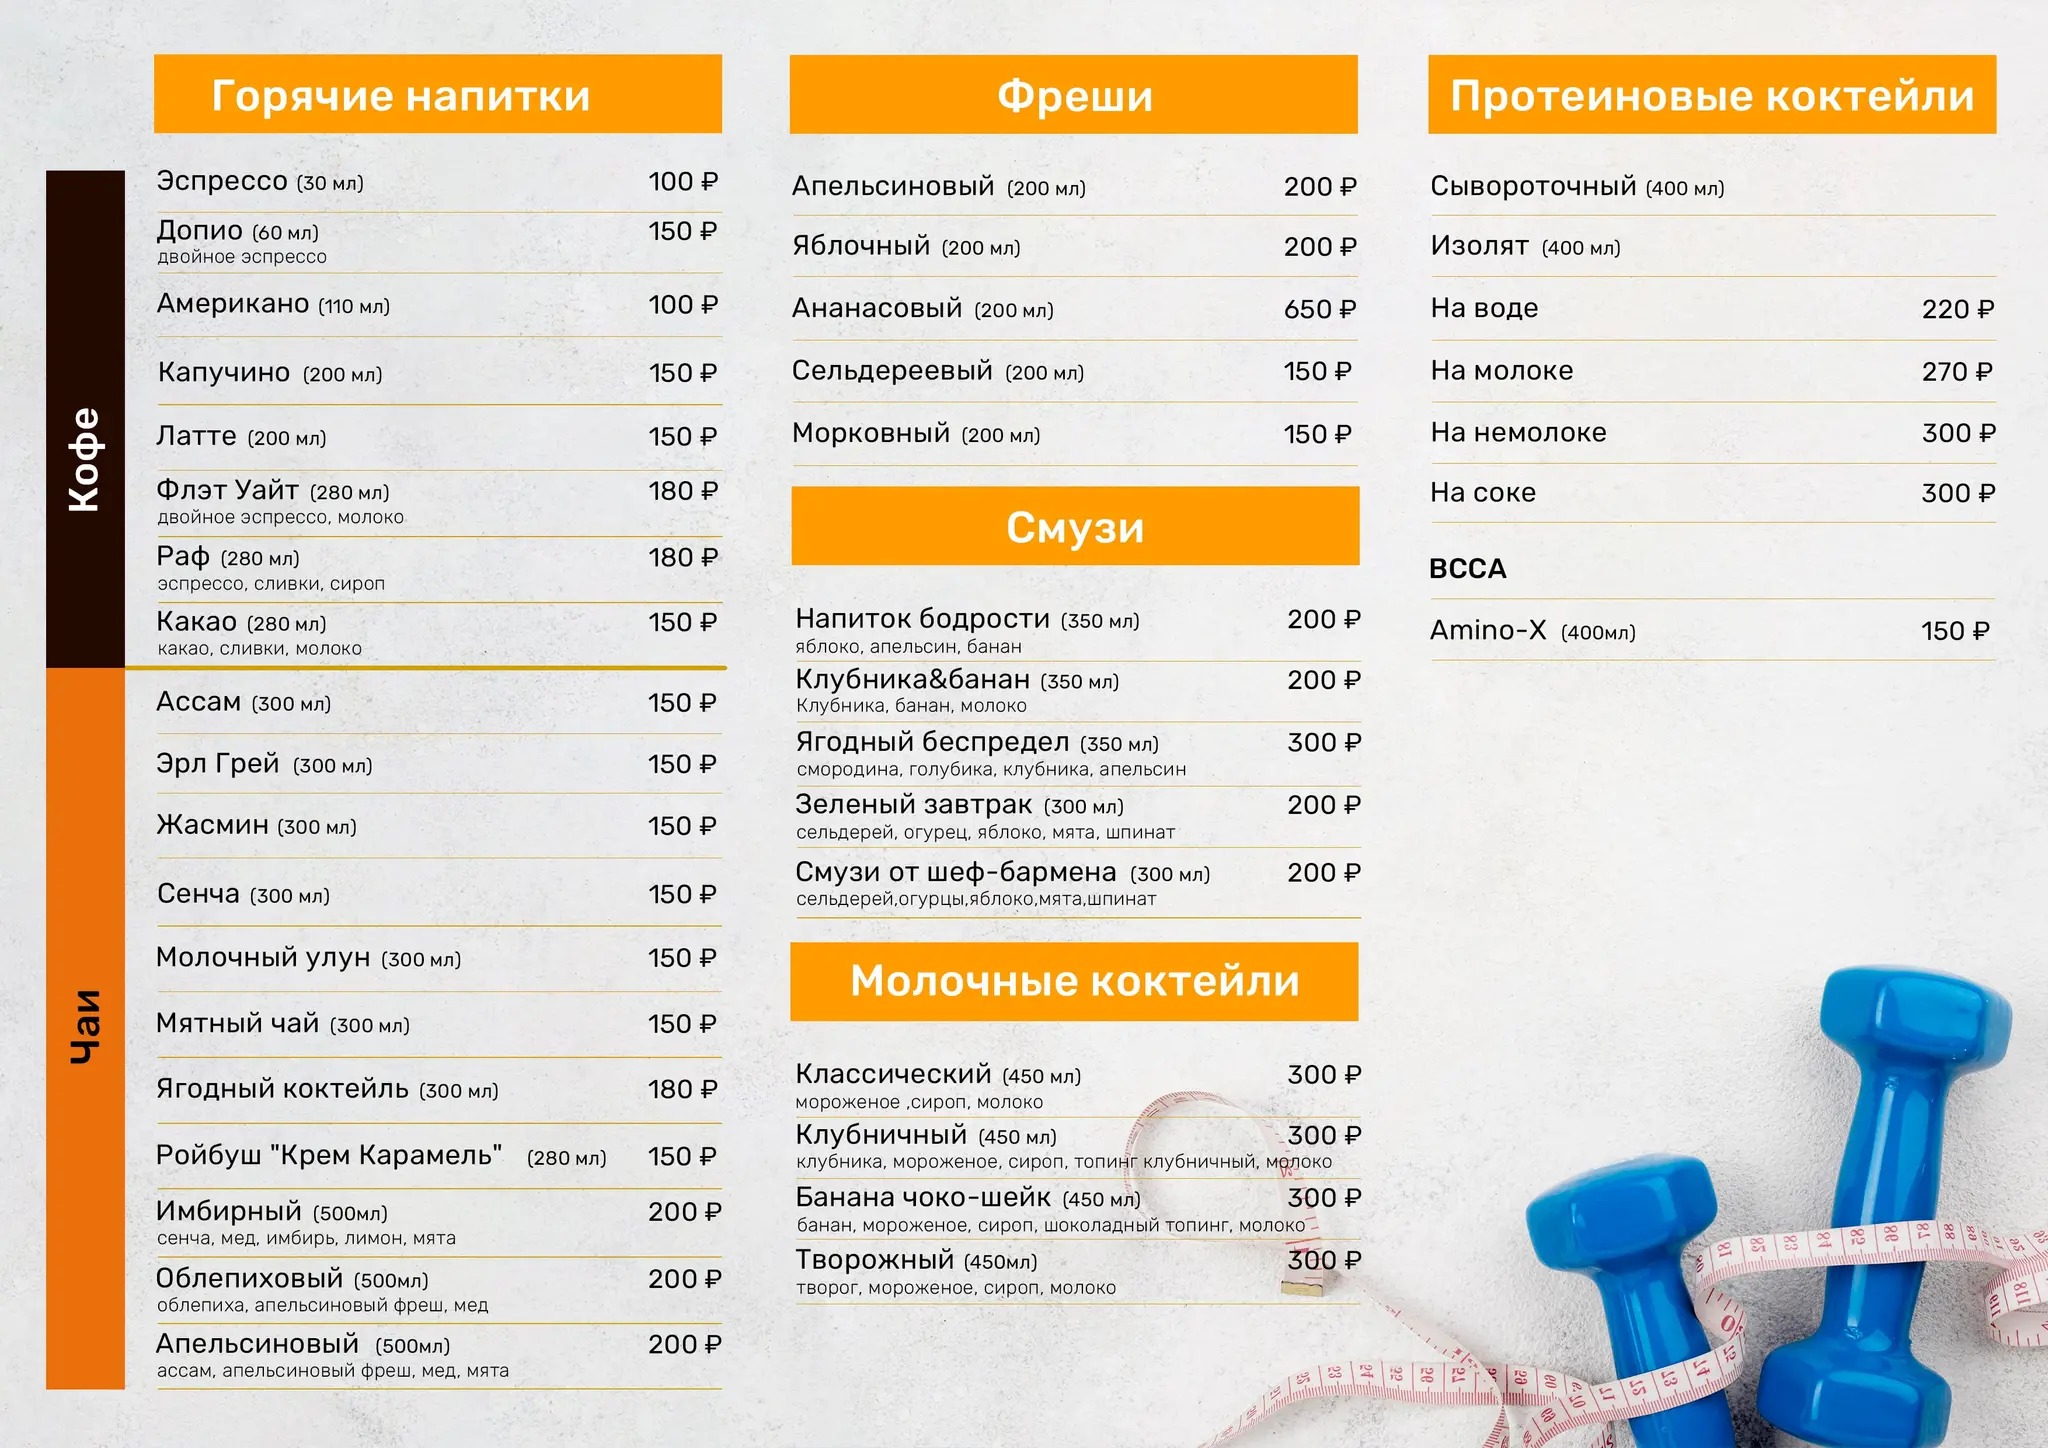 Горячие напитки
Кофе
Эспрессо (30 мл) 100 ₽
Допио (60 мл) 150 ₽
двойное эспрессо
Американо (110 мл) 100 ₽
Капучино (200 мл) 150 ₽
Латте (200 мл) 150 ₽
Флэт Уайт (280 мл) 180 ₽
двойное эспрессо, молоко
Раф (280 мл) 180 ₽
эспрессо, сливки, сироп
Какао (280 мл) 150 ₽
какао, сливки, молоко
Чаи
Ассам (300 мл) 150 ₽
Эрл Грей (300 мл) 150 ₽
Жасмин (300 мл) 150 ₽
Сенча (300 мл) 150 ₽
Молочный улун (300 мл) 150 ₽
Мятный чай (300 мл) 150 ₽
Ягодный коктейль (300 мл) 180 ₽
Ройбуш "Крем Карамель" (280 мл) 150 ₽
Имбирный (500мл) 200 ₽
сенча, мед, имбирь, лимон, мята
Облепиховый (500мл) 200 ₽
облепиха, апельсиновый фреш, мед
Апельсиновый (500мл) 200 ₽
ассам, апельсиновый фреш, мед, мята
Фреши
Апельсиновый (200 мл) 200 ₽
Яблочный (200 мл) 200 ₽
Ананасовый (200 мл) 650 ₽
Сельдереевый (200 мл) 150 ₽
Морковный (200 мл) 150 ₽
Смузи
Напиток бодрости (350 мл) 200 ₽
яблоко, апельсин, банан
Клубника&банан (350 мл) 200 ₽
Клубника, банан, молоко
Ягодный беспредел (350 мл) 300 ₽
смородина, голубика, клубника, апельсин
Зеленый завтрак (300 мл) 200 ₽
сельдерей, огурец, яблоко, мята, шпинат
Смузи от шеф-бармена (300 мл) 200 ₽
сельдерей,огурцы,яблоко,мята,шпинат
Молочные коктейли
Классический (450 мл) 300 ₽
мороженое ,сироп, молоко
Клубничный (450 мл) 300 ₽
клубника, мороженое, сироп, топинг клубничный, молоко
Банана чоко-шейк (450 мл) 300 ₽
банан, мороженое, сироп, шоколадный топинг, молоко
Творожный (450мл) 300 ₽
творог, мороженое, сироп, молоко
Протеиновые коктейли
Сывороточный (400 мл)
Изолят (400 мл)
На воде 220 ₽
На молоке 270 ₽
На немолоке 300 ₽
На соке 300 ₽
BCCA
Amino-X (400мл) 150 ₽